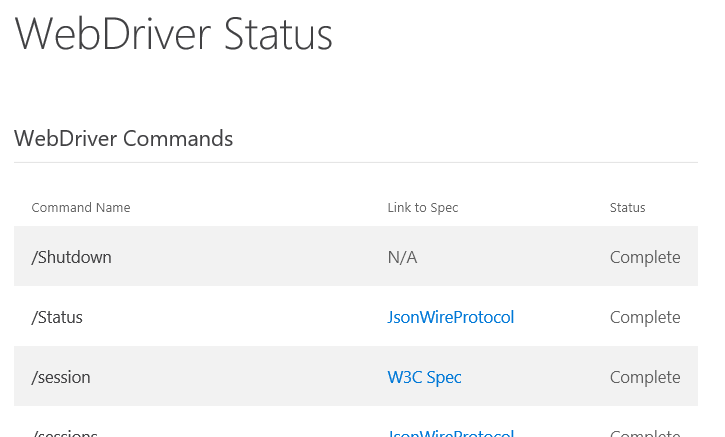 WebDriver Status
WebDriver Commands
Command Name Link to Spec Status
/Shutdown N/A Complete
/Status JsonWireProtocol Complete
/session W3C Spec Complete
/sessions JsonWireProtocol Complete